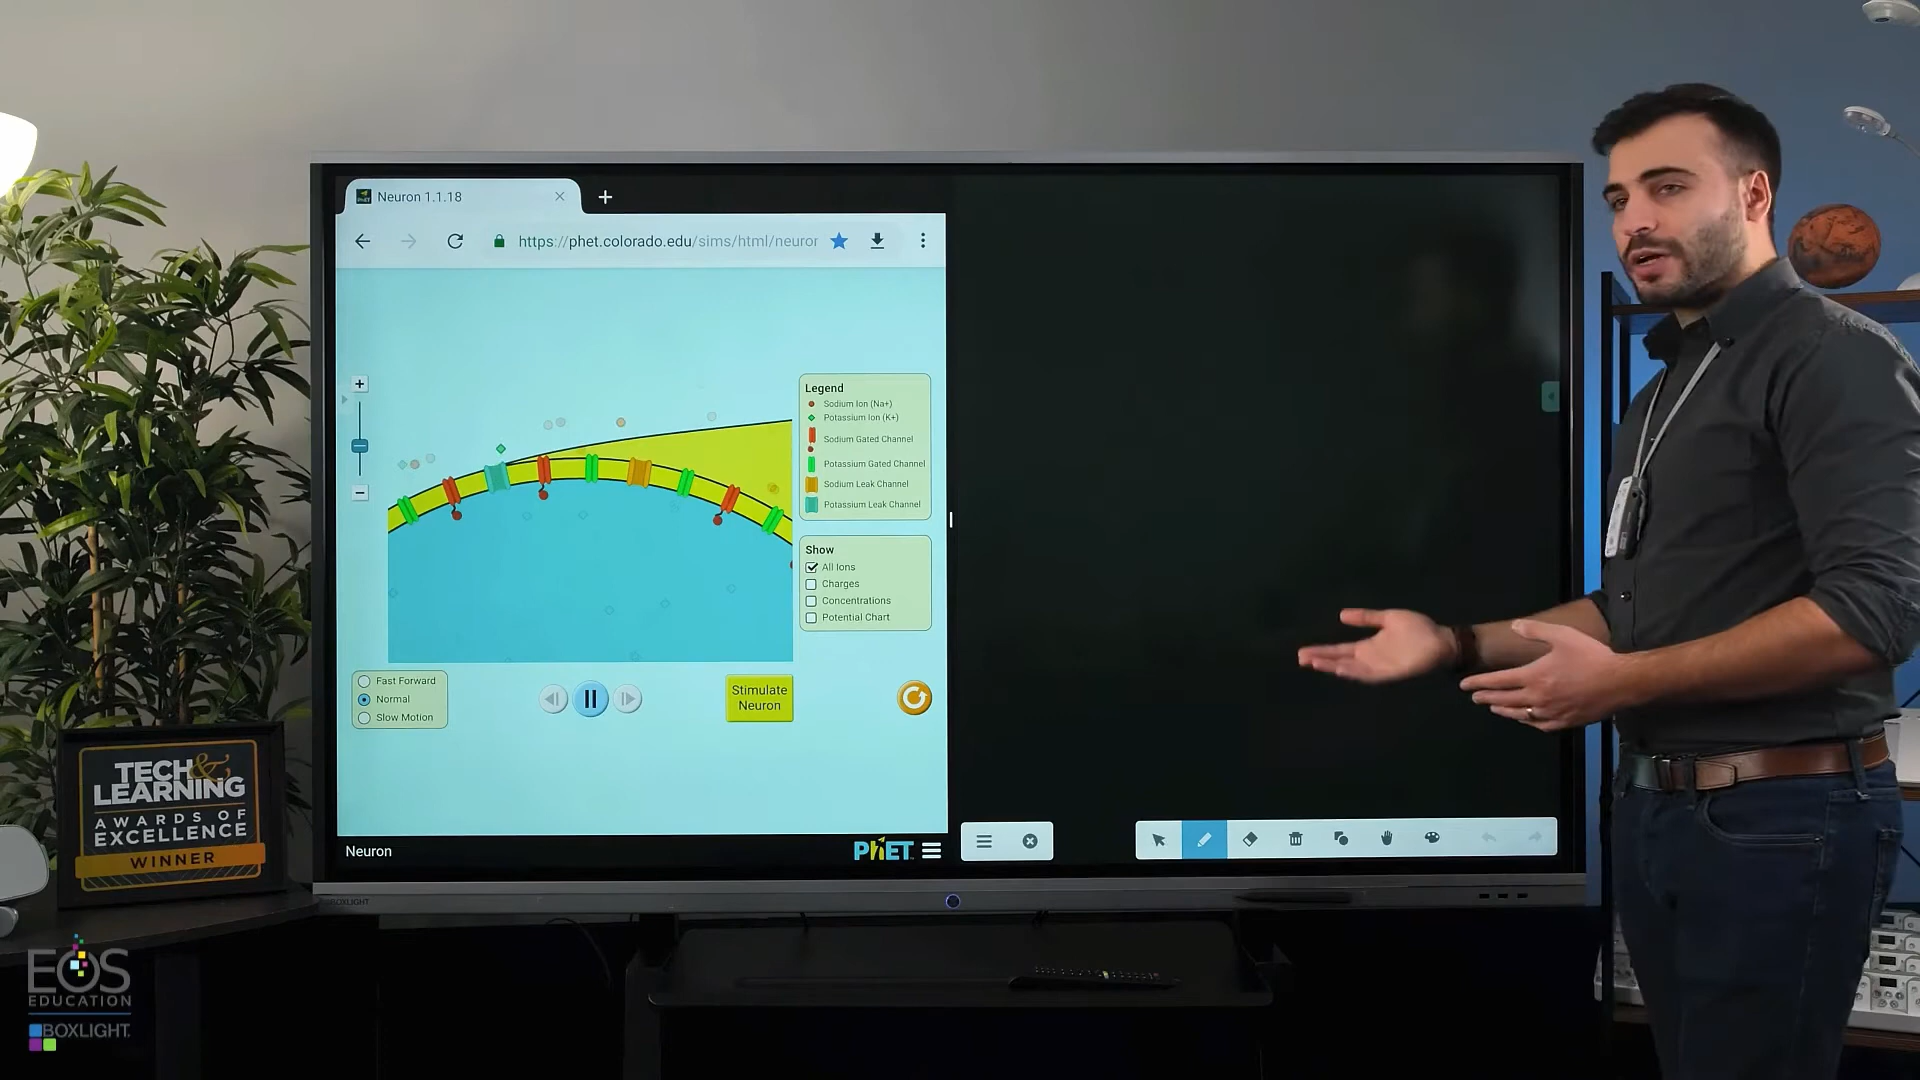 Neuron 1.1.18
https://phet.colorado.edu/sims/html/neuror
Legend
Sodium Ion (Na+)
Potassium Ion (K+)
Sodium Gated Channel
Potassium Gated Channel
Sodium Leak Channel
Potassium Leak Channel
Show
All Ions
Charges
Concentrations
Potential Chart
Fast Forward
Normal
Slow Motion
Stimulate
Neuron
Neuron
PhET
BOXLIGHT
TECH &
LEARNING
AWARDS OF
EXCELLENCE
WINNER
EOS
EDUCATION
BOXLIGHT